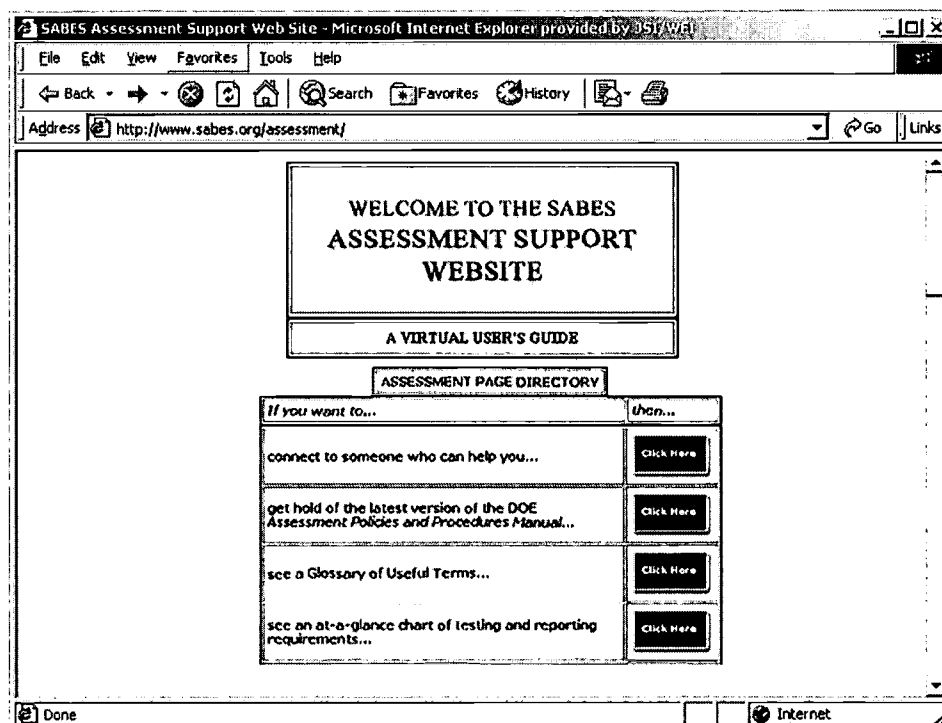 SABES Assessment Support Web Site - Microsoft Internet Explorer provided by JSI/WEI
File Edit View Favorites Tools Help
Back Search Favorites History
Address http://www.sabes.org/assessment/ Go Links
WELCOME TO THE SABES
ASSESSMENT SUPPORT
WEBSITE
A VIRTUAL USER'S GUIDE
ASSESSMENT PAGE DIRECTORY
If you want to... then...
connect to someone who can help you... Click Here
get hold of the latest version of the DOE
Assessment Policies and Procedures Manual... Click Here
see a Glossary of Useful Terms... Click Here
see an at-a-glance chart of testing and reporting
requirements... Click Here
Done Internet